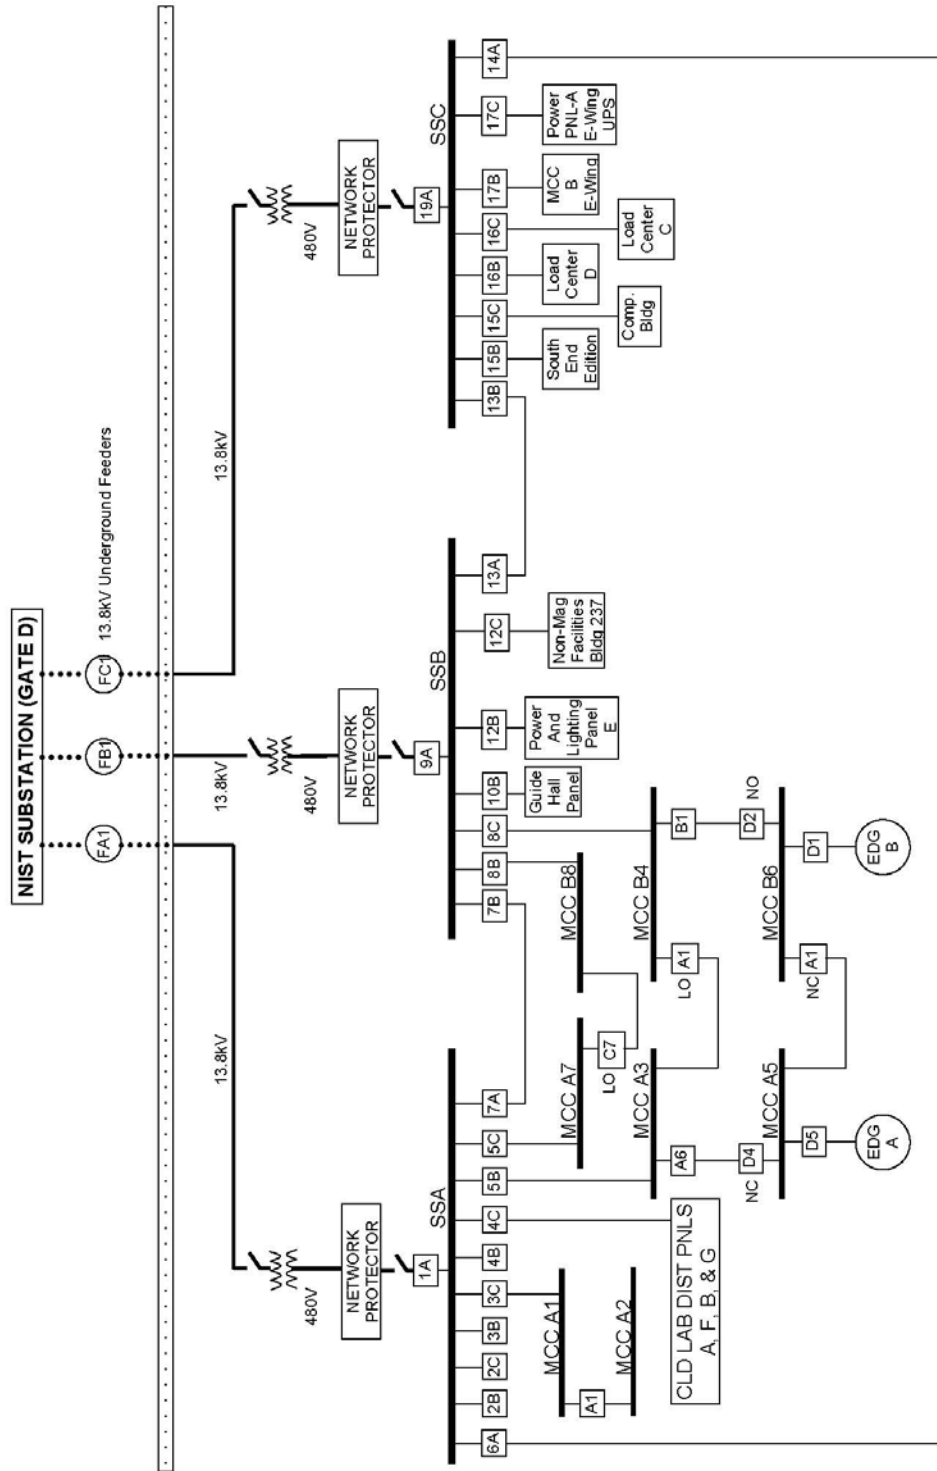 NIST SUBSTATION (GATE D)
FA1
FB1
FC1
13.8kV Underground Feeders
13.8kV
13.8kV
13.8kV
480V
480V
480V
NETWORK
PROTECTOR
NETWORK
PROTECTOR
NETWORK
PROTECTOR
1A
9A
19A
SSA
SSB
SSC
6A
2B
2C
3B
3C
4B
4C
5B
5C
7A
7B
8B
8C
10B
12B
12C
13A
13B
15B
15C
16B
16C
17B
17C
14A
Guide
Hall
Panel
Power
And
Lighting
Panel
E
Non-Mag
Facilities
Bldg 237
South
End
Edition
Comp.
Bldg
Load
Center
D
Load
Center
C
MCC
B
E-Wing
Power
PNL-A
E-Wing
UPS
MCC A1
A1
MCC A2
CLD LAB DIST PNLS
A, F, B, & G
MCC A7
LO
C7
MCC B8
MCC A3
LO
A1
MCC B4
A6
B1
NC
D4
D2
NO
MCC A5
NC
A1
MCC B6
D5
D1
EDG
A
EDG
B